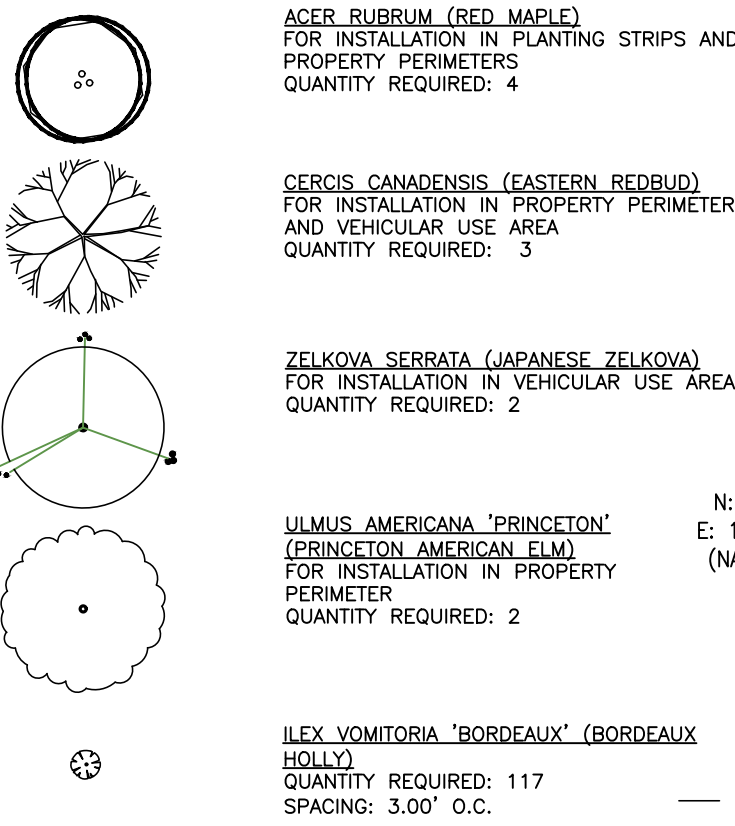 ACER RUBRUM (RED MAPLE)
FOR INSTALLATION IN PLANTING STRIPS AND
PROPERTY PERIMETERS
QUANTITY REQUIRED: 4
CERCIS CANADENSIS (EASTERN REDBUD)
FOR INSTALLATION IN PROPERTY PERIMETER
AND VEHICULAR USE AREA
QUANTITY REQUIRED: 3
ZELKOVA SERRATA (JAPANESE ZELKOVA)
FOR INSTALLATION IN VEHICULAR USE AREA
QUANTITY REQUIRED: 2
N:
E: 1
(NA
ULMUS AMERICANA 'PRINCETON'
(PRINCETON AMERICAN ELM)
FOR INSTALLATION IN PROPERTY
PERIMETER
QUANTITY REQUIRED: 2
ILEX VOMITORIA 'BORDEAUX' (BORDEAUX
HOLLY)
QUANTITY REQUIRED: 117
SPACING: 3.00' O.C.